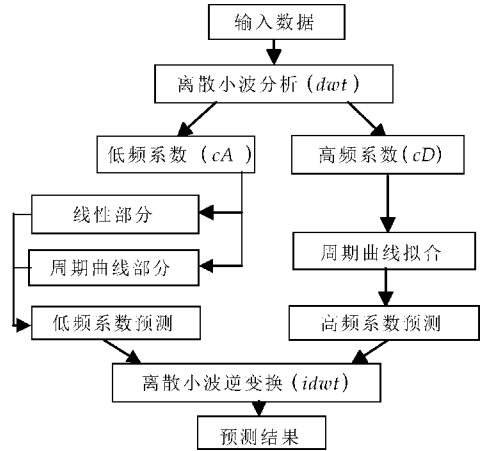 输入数据
离散小波分析(dwt)
低频系数 (cA)
高频系数(cD)
线性部分
周期曲线部分
周期曲线拟合
低频系数预测
高频系数预测
离散小波逆变换(idwt)
预测结果